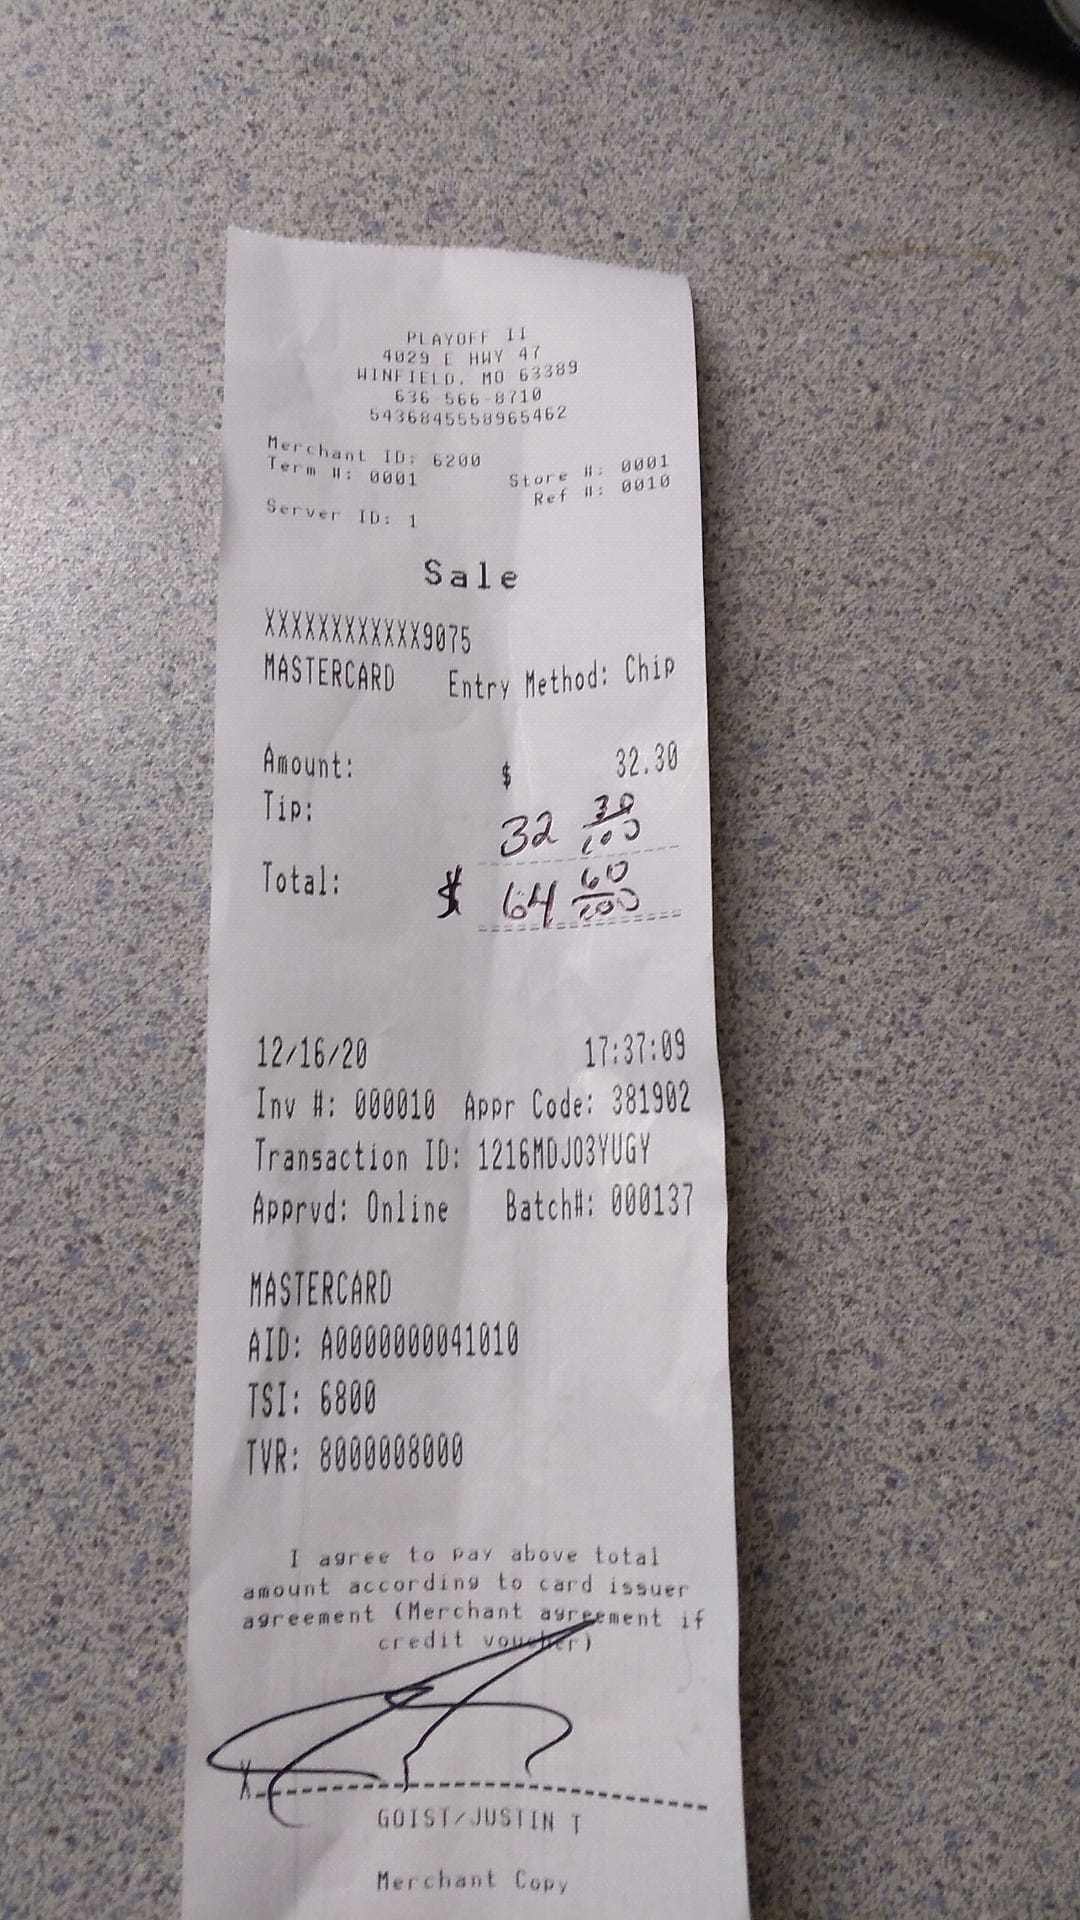 PLAYOFF II
4029 E HWY 47
WINFIELD, MO 63389
636-566-8710
5436845558965462
Merchant ID: 6200
Term #: 0001 Store #: 0001
Ref #: 0010
Server ID: 1
Sale
XXXXXXXXXXXX9075
MASTERCARD Entry Method: Chip
Amount: $ 32.30
Tip: 32 30/100
Total: $ 64 60/100
12/16/20 17:37:09
Inv #: 000010 Appr Code: 381902
Transaction ID: 1216MDJO3YUGY
Apprvd: Online Batch#: 000137
MASTERCARD
AID: A0000000041010
TSI: 6800
TVR: 8000008000
I agree to pay above total
amount according to card issuer
agreement (Merchant agreement if
credit voucher)
X
GOIST/JUSTIN T
Merchant Copy